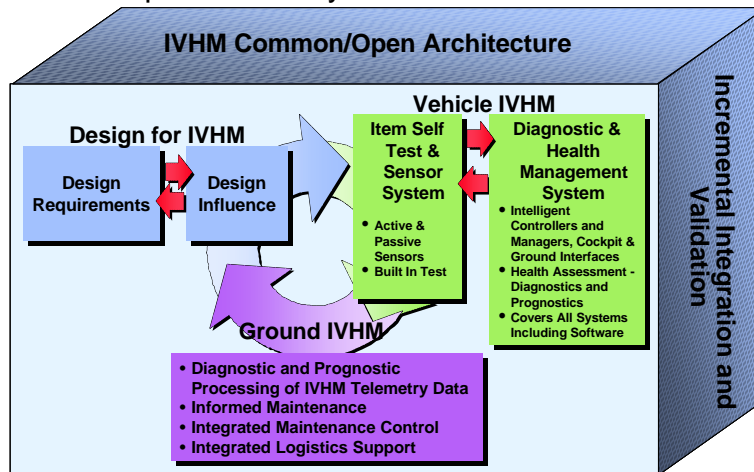 IVHM Common/Open Architecture
Incremental Integration and
Validation
Vehicle IVHM
Design for IVHM
Design
Requirements
Design
Influence
Item Self
Test &
Sensor
System
• Active &
Passive
Sensors
• Built In Test
Diagnostic &
Health
Management
System
• Intelligent
Controllers and
Managers, Cockpit &
Ground Interfaces
• Health Assessment -
Diagnostics and
Prognostics
• Covers All Systems
Including Software
Ground IVHM
• Diagnostic and Prognostic
Processing of IVHM Telemetry Data
• Informed Maintenance
• Integrated Maintenance Control
• Integrated Logistics Support